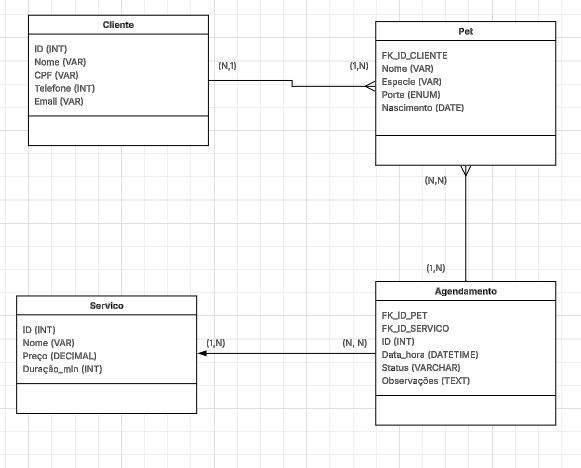 Cliente
ID (INT)
Nome (VAR)
CPF (VAR)
Telefone (INT)
Email (VAR)
(N,1)
(1,N)
Pet
FK_ID_CLIENTE
Nome (VAR)
Especie (VAR)
Porte (ENUM)
Nascimento (DATE)
(N,N)
(1,N)
Agendamento
FK_ID_PET
FK_ID_SERVICO
ID (INT)
Data_hora (DATETIME)
Status (VARCHAR)
Observações (TEXT)
Servico
ID (INT)
Nome (VAR)
Preço (DECIMAL)
Duração_min (INT)
(1,N)
(N, N)